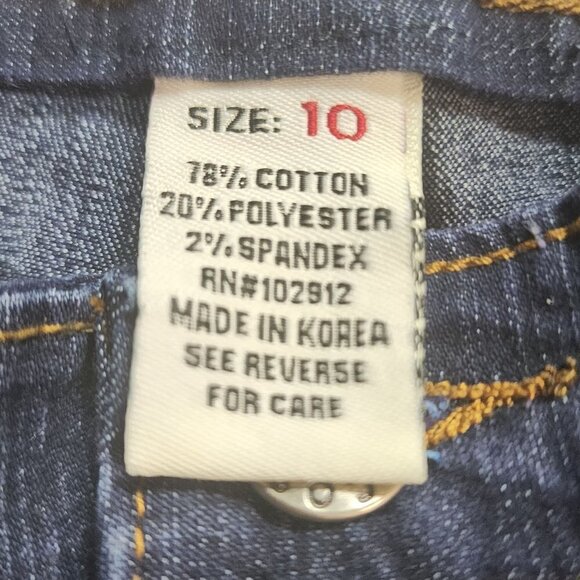 SIZE: 10
78% COTTON
20% POLYESTER
2% SPANDEX
RN#102912
MADE IN KOREA
SEE REVERSE
FOR CARE